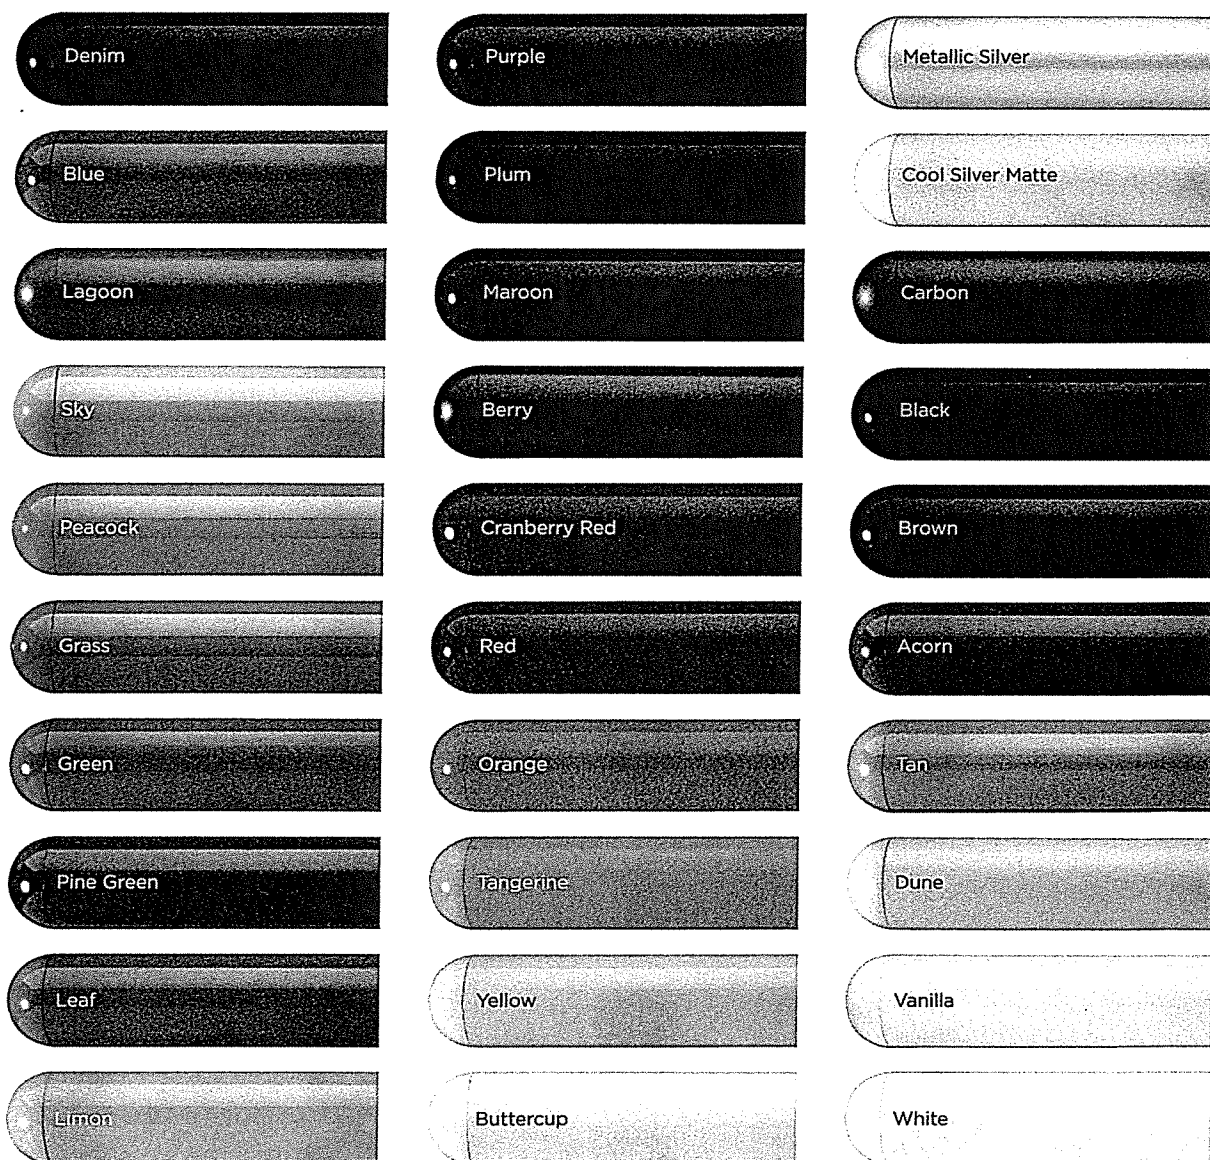 Denim
Blue
Lagoon
Sky
Peacock
Grass
Green
Pine Green
Leaf
Limon
Purple
Plum
Maroon
Berry
Cranberry Red
Red
Orange
Tangerine
Yellow
Buttercup
Metallic Silver
Cool Silver Matte
Carbon
Black
Brown
Acorn
Tan
Dune
Vanilla
White